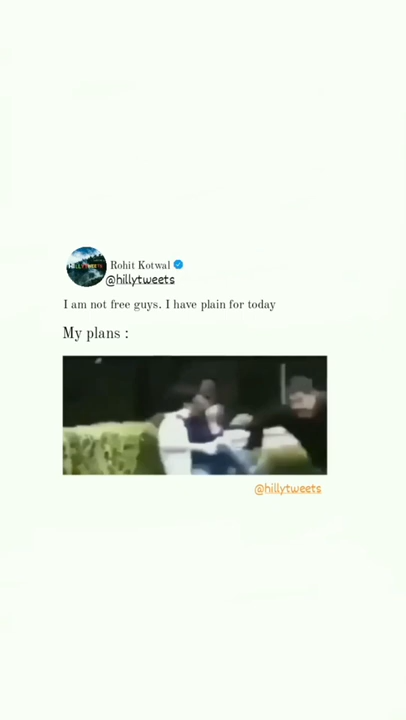 Rohit Kotwal
@hillytweets
I am not free guys. I have plain for today
My plans :
@hillytweets